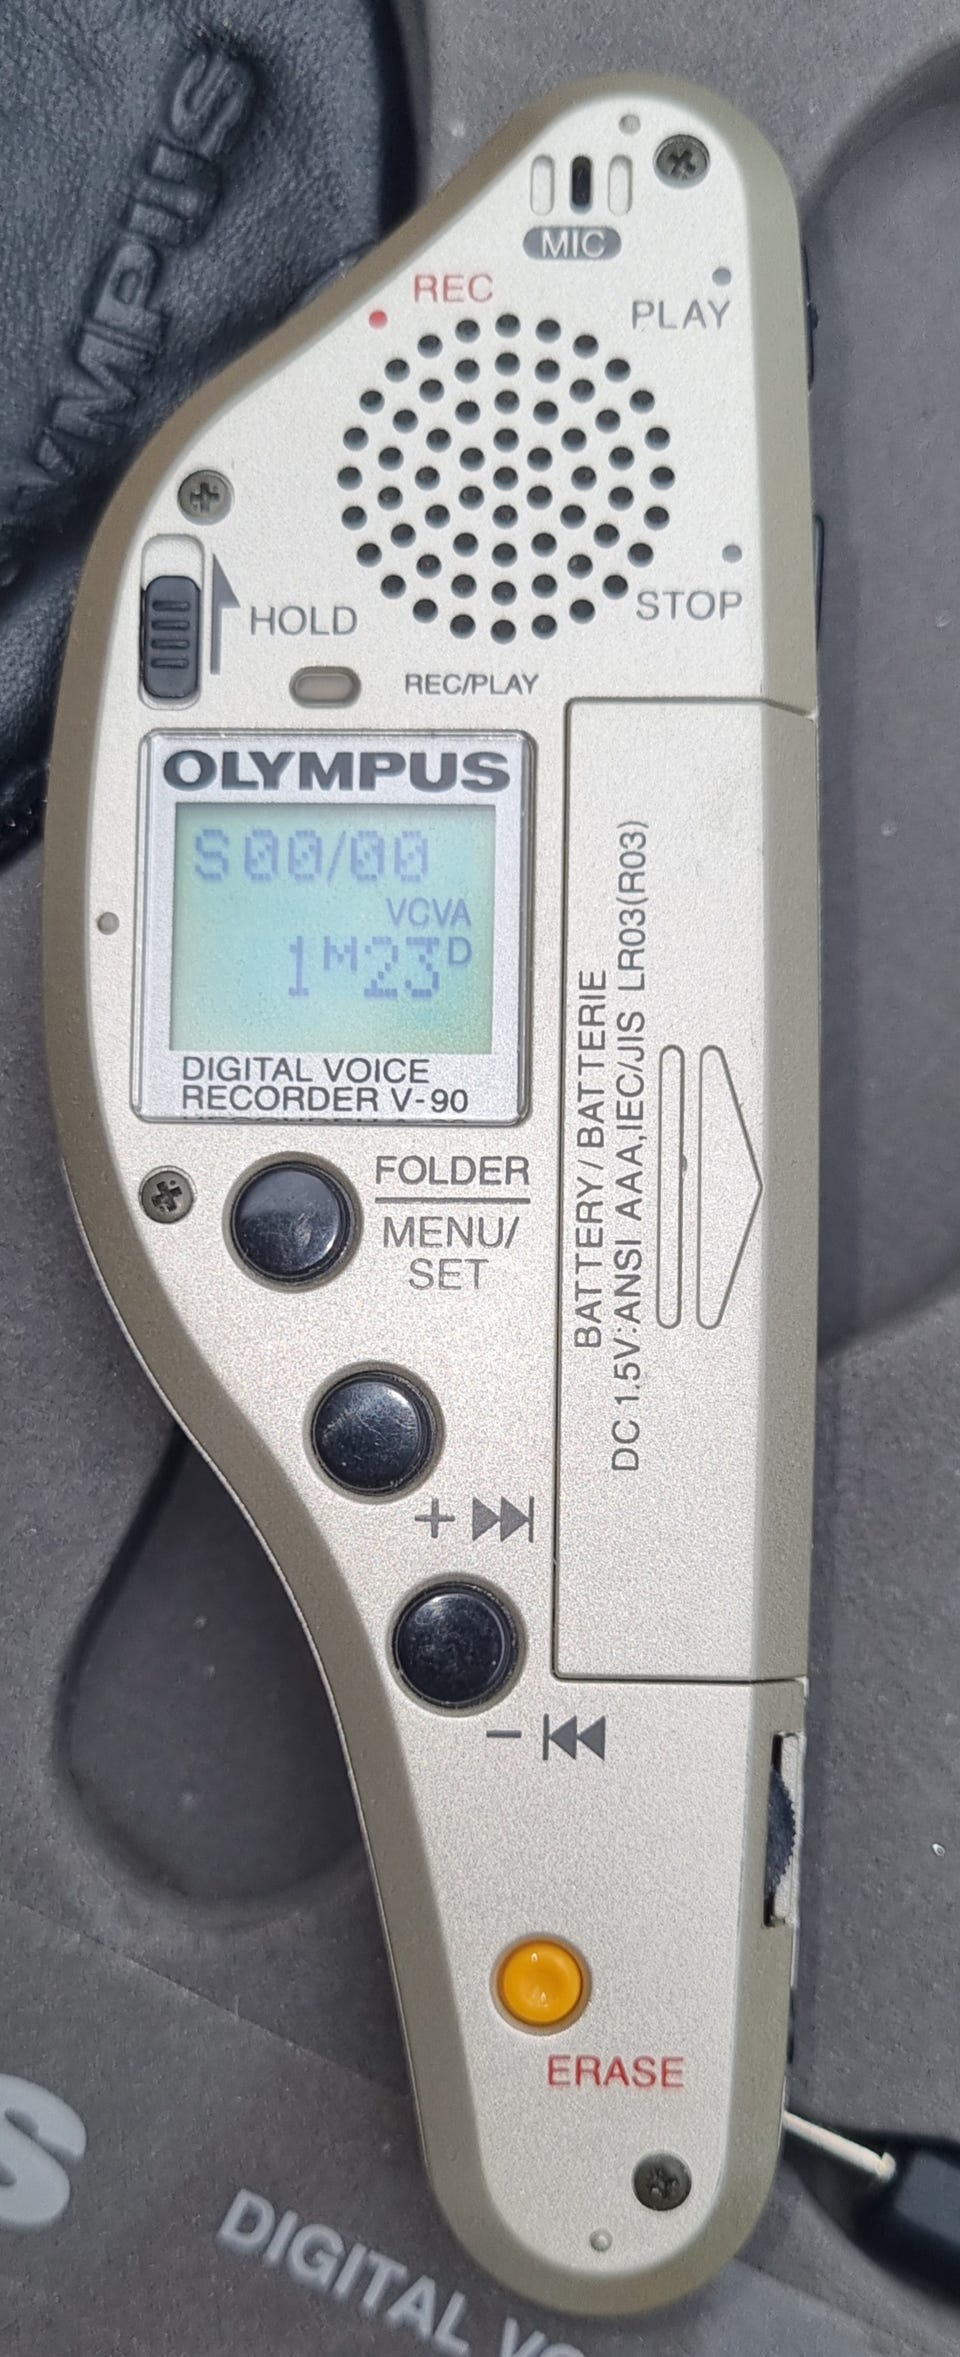 OLYMPUS
MIC
REC
PLAY
HOLD
STOP
REC/PLAY
OLYMPUS
S 00/00
VCVA
1M23D
DIGITAL VOICE
RECORDER V-90
FOLDER
MENU/
SET
BATTERY/BATTERIE
DC 1.5V:ANSI AAA,IEC/JIS LR03(R03)
+
−
ERASE
S
DIGITAL